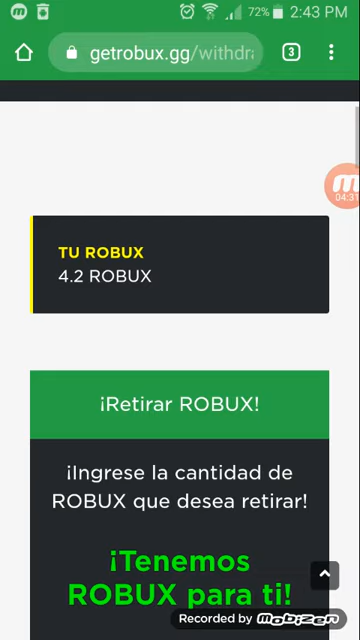 72% 2:43 PM
getrobux.gg/withdra
3
04:31
TU ROBUX
4.2 ROBUX
¡Retirar ROBUX!
¡Ingrese la cantidad de
ROBUX que desea retirar!
¡Tenemos
ROBUX para ti!
Recorded by mobizen